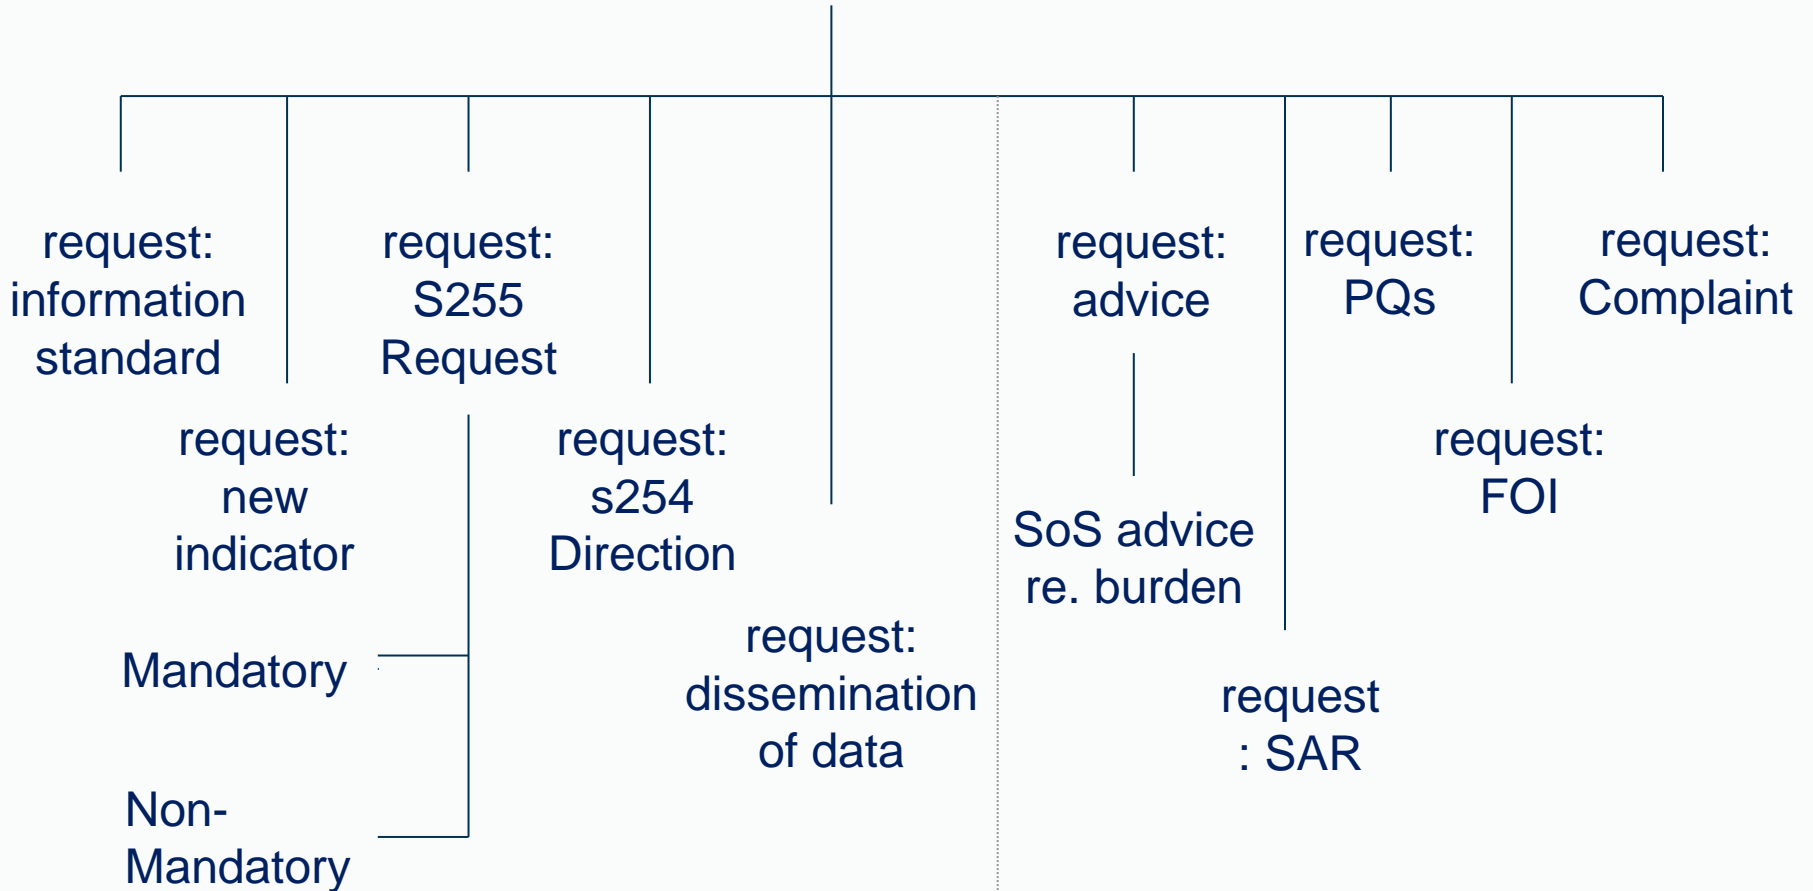 request:
information
standard
request:
S255
Request
request:
advice
request:
PQs
request:
Complaint
request:
new
indicator
request:
s254
Direction
request:
FOI
SoS advice
re. burden
Mandatory
request:
dissemination
of data
request
: SAR
Non-
Mandatory